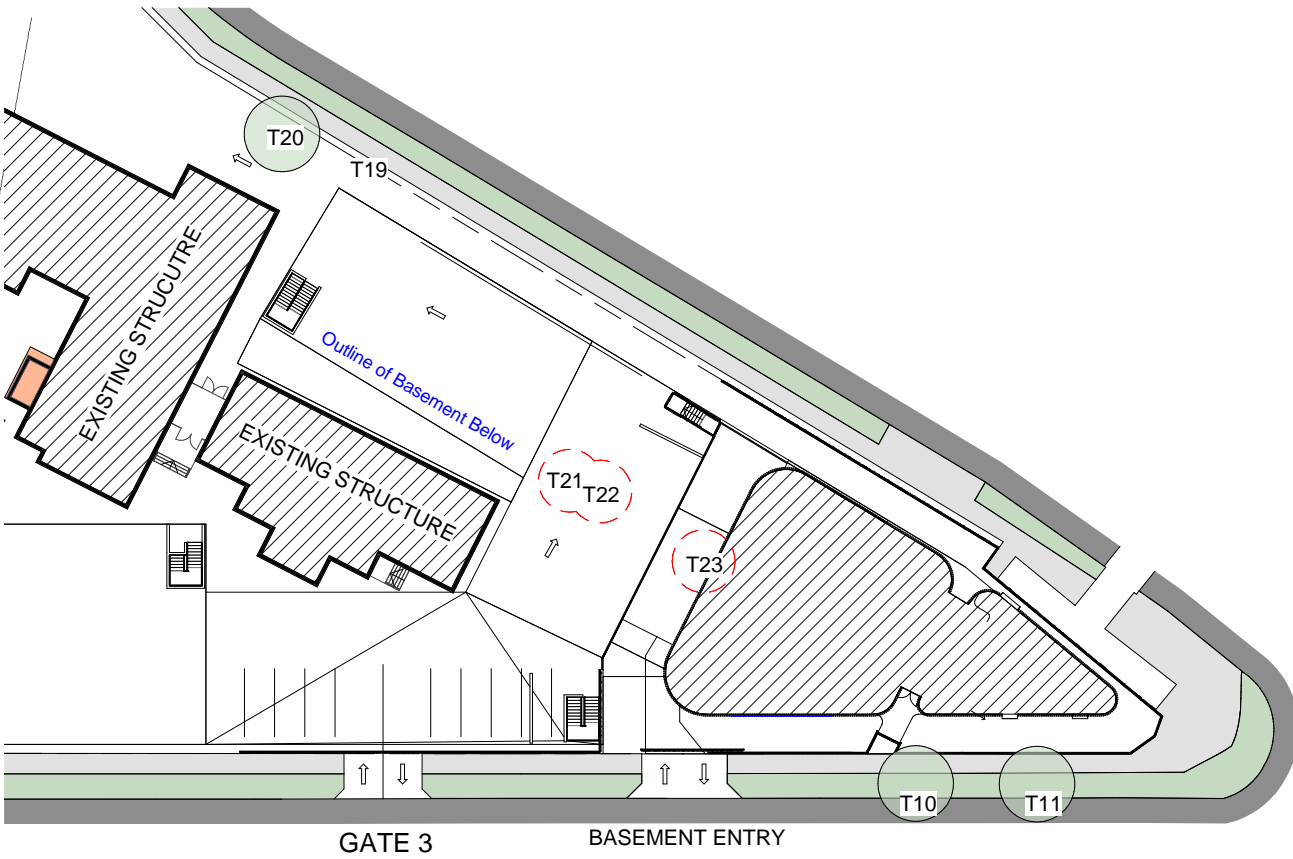 T20
T19
EXISTING STRUCUTRE
Outline of Basement Below
EXISTING STRUCTURE
T21
T22
T23
T10
T11
GATE 3
BASEMENT ENTRY